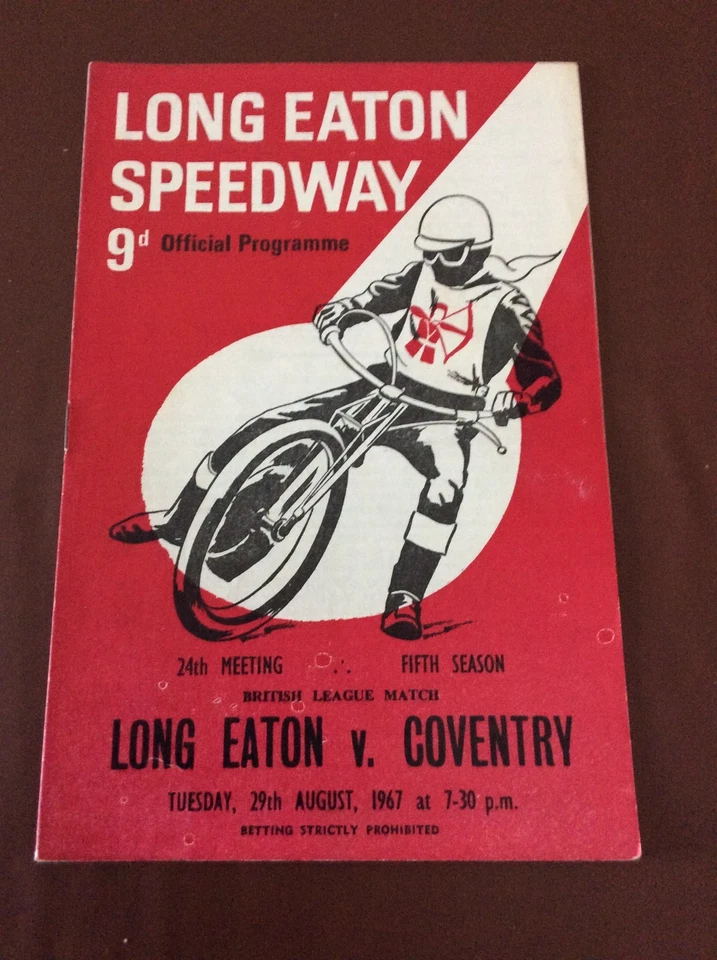 LONG EATON
SPEEDWAY
9d Official Programme
24th MEETING . . . FIFTH SEASON
BRITISH LEAGUE MATCH
LONG EATON v. COVENTRY
TUESDAY, 29th AUGUST, 1967 at 7-30 p.m.
BETTING STRICTLY PROHIBITED